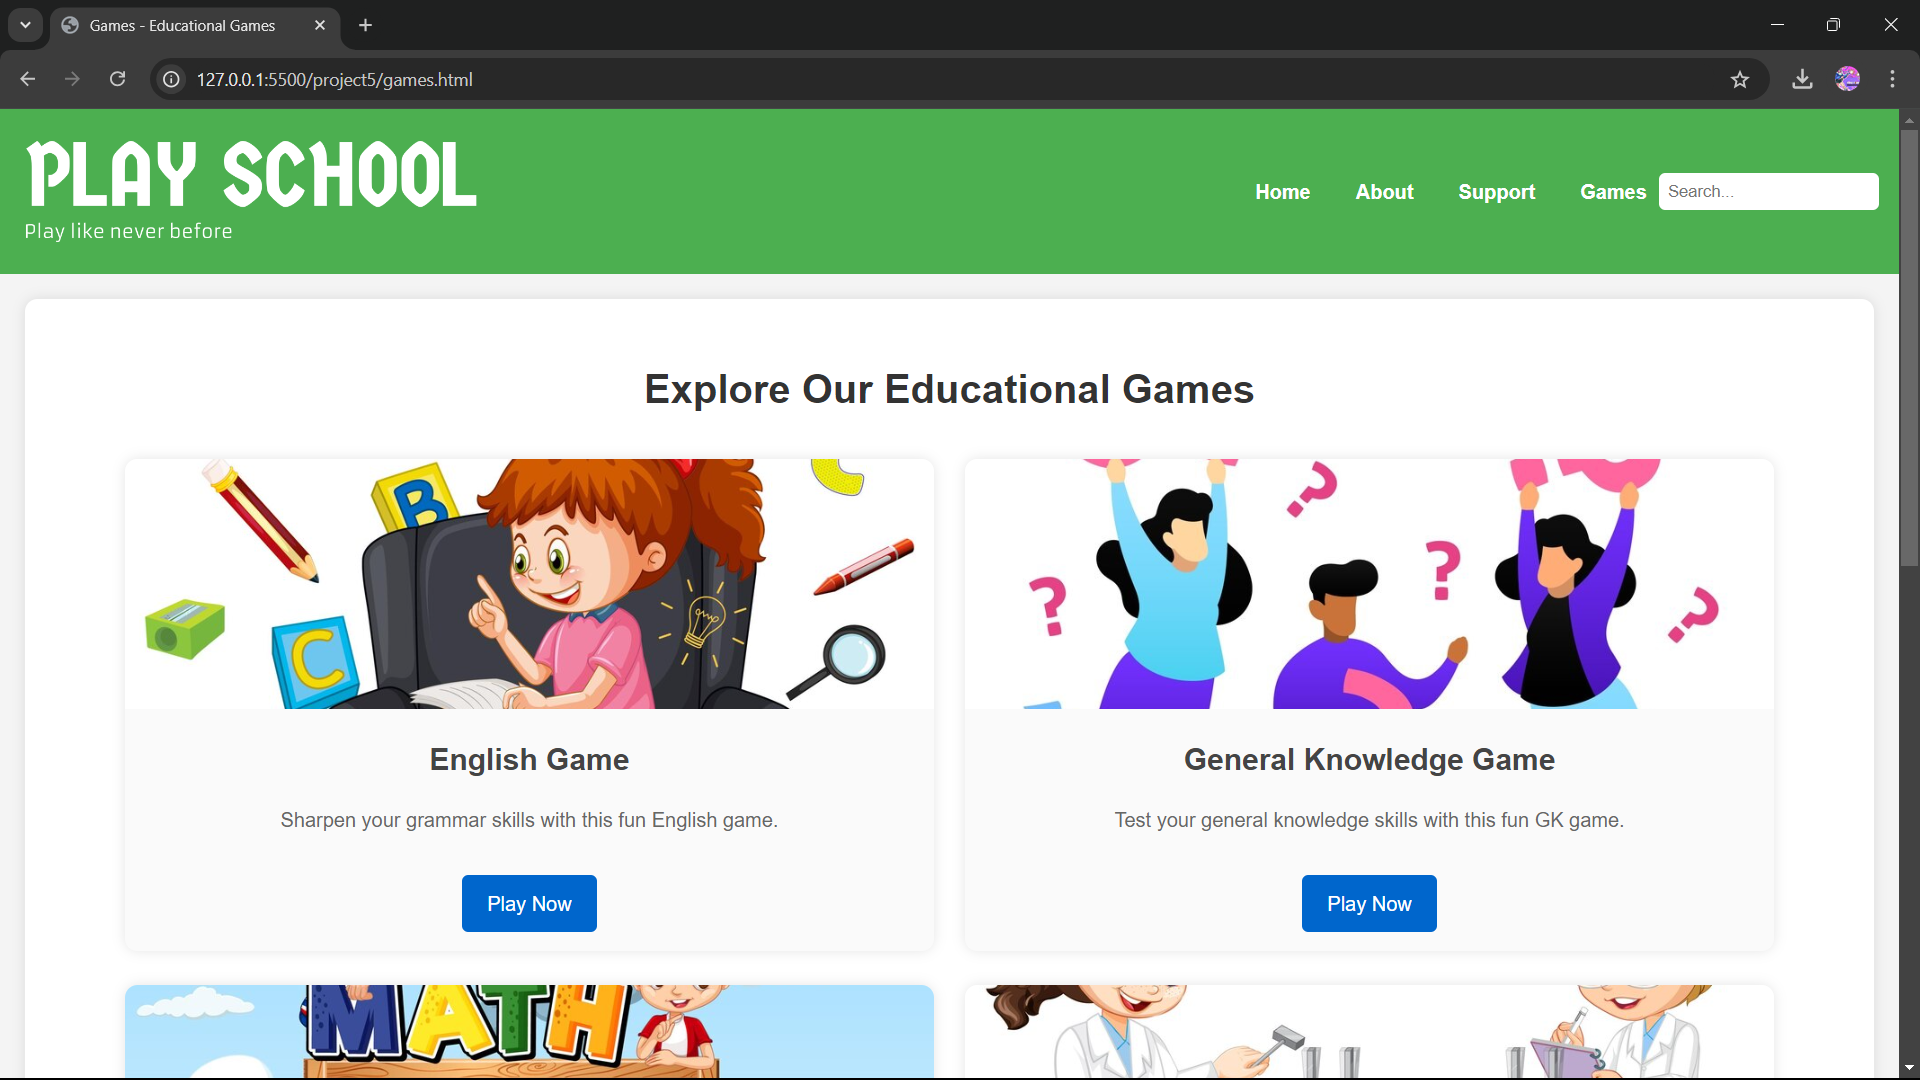 Games - Educational Games
127.0.0.1:5500/project5/games.html
PLAY SCHOOL
Play like never before
Home About Support Games Search...
Explore Our Educational Games
B
C
C
? ? ? ?
English Game
Sharpen your grammar skills with this fun English game.
Play Now
General Knowledge Game
Test your general knowledge skills with this fun GK game.
Play Now
MATH